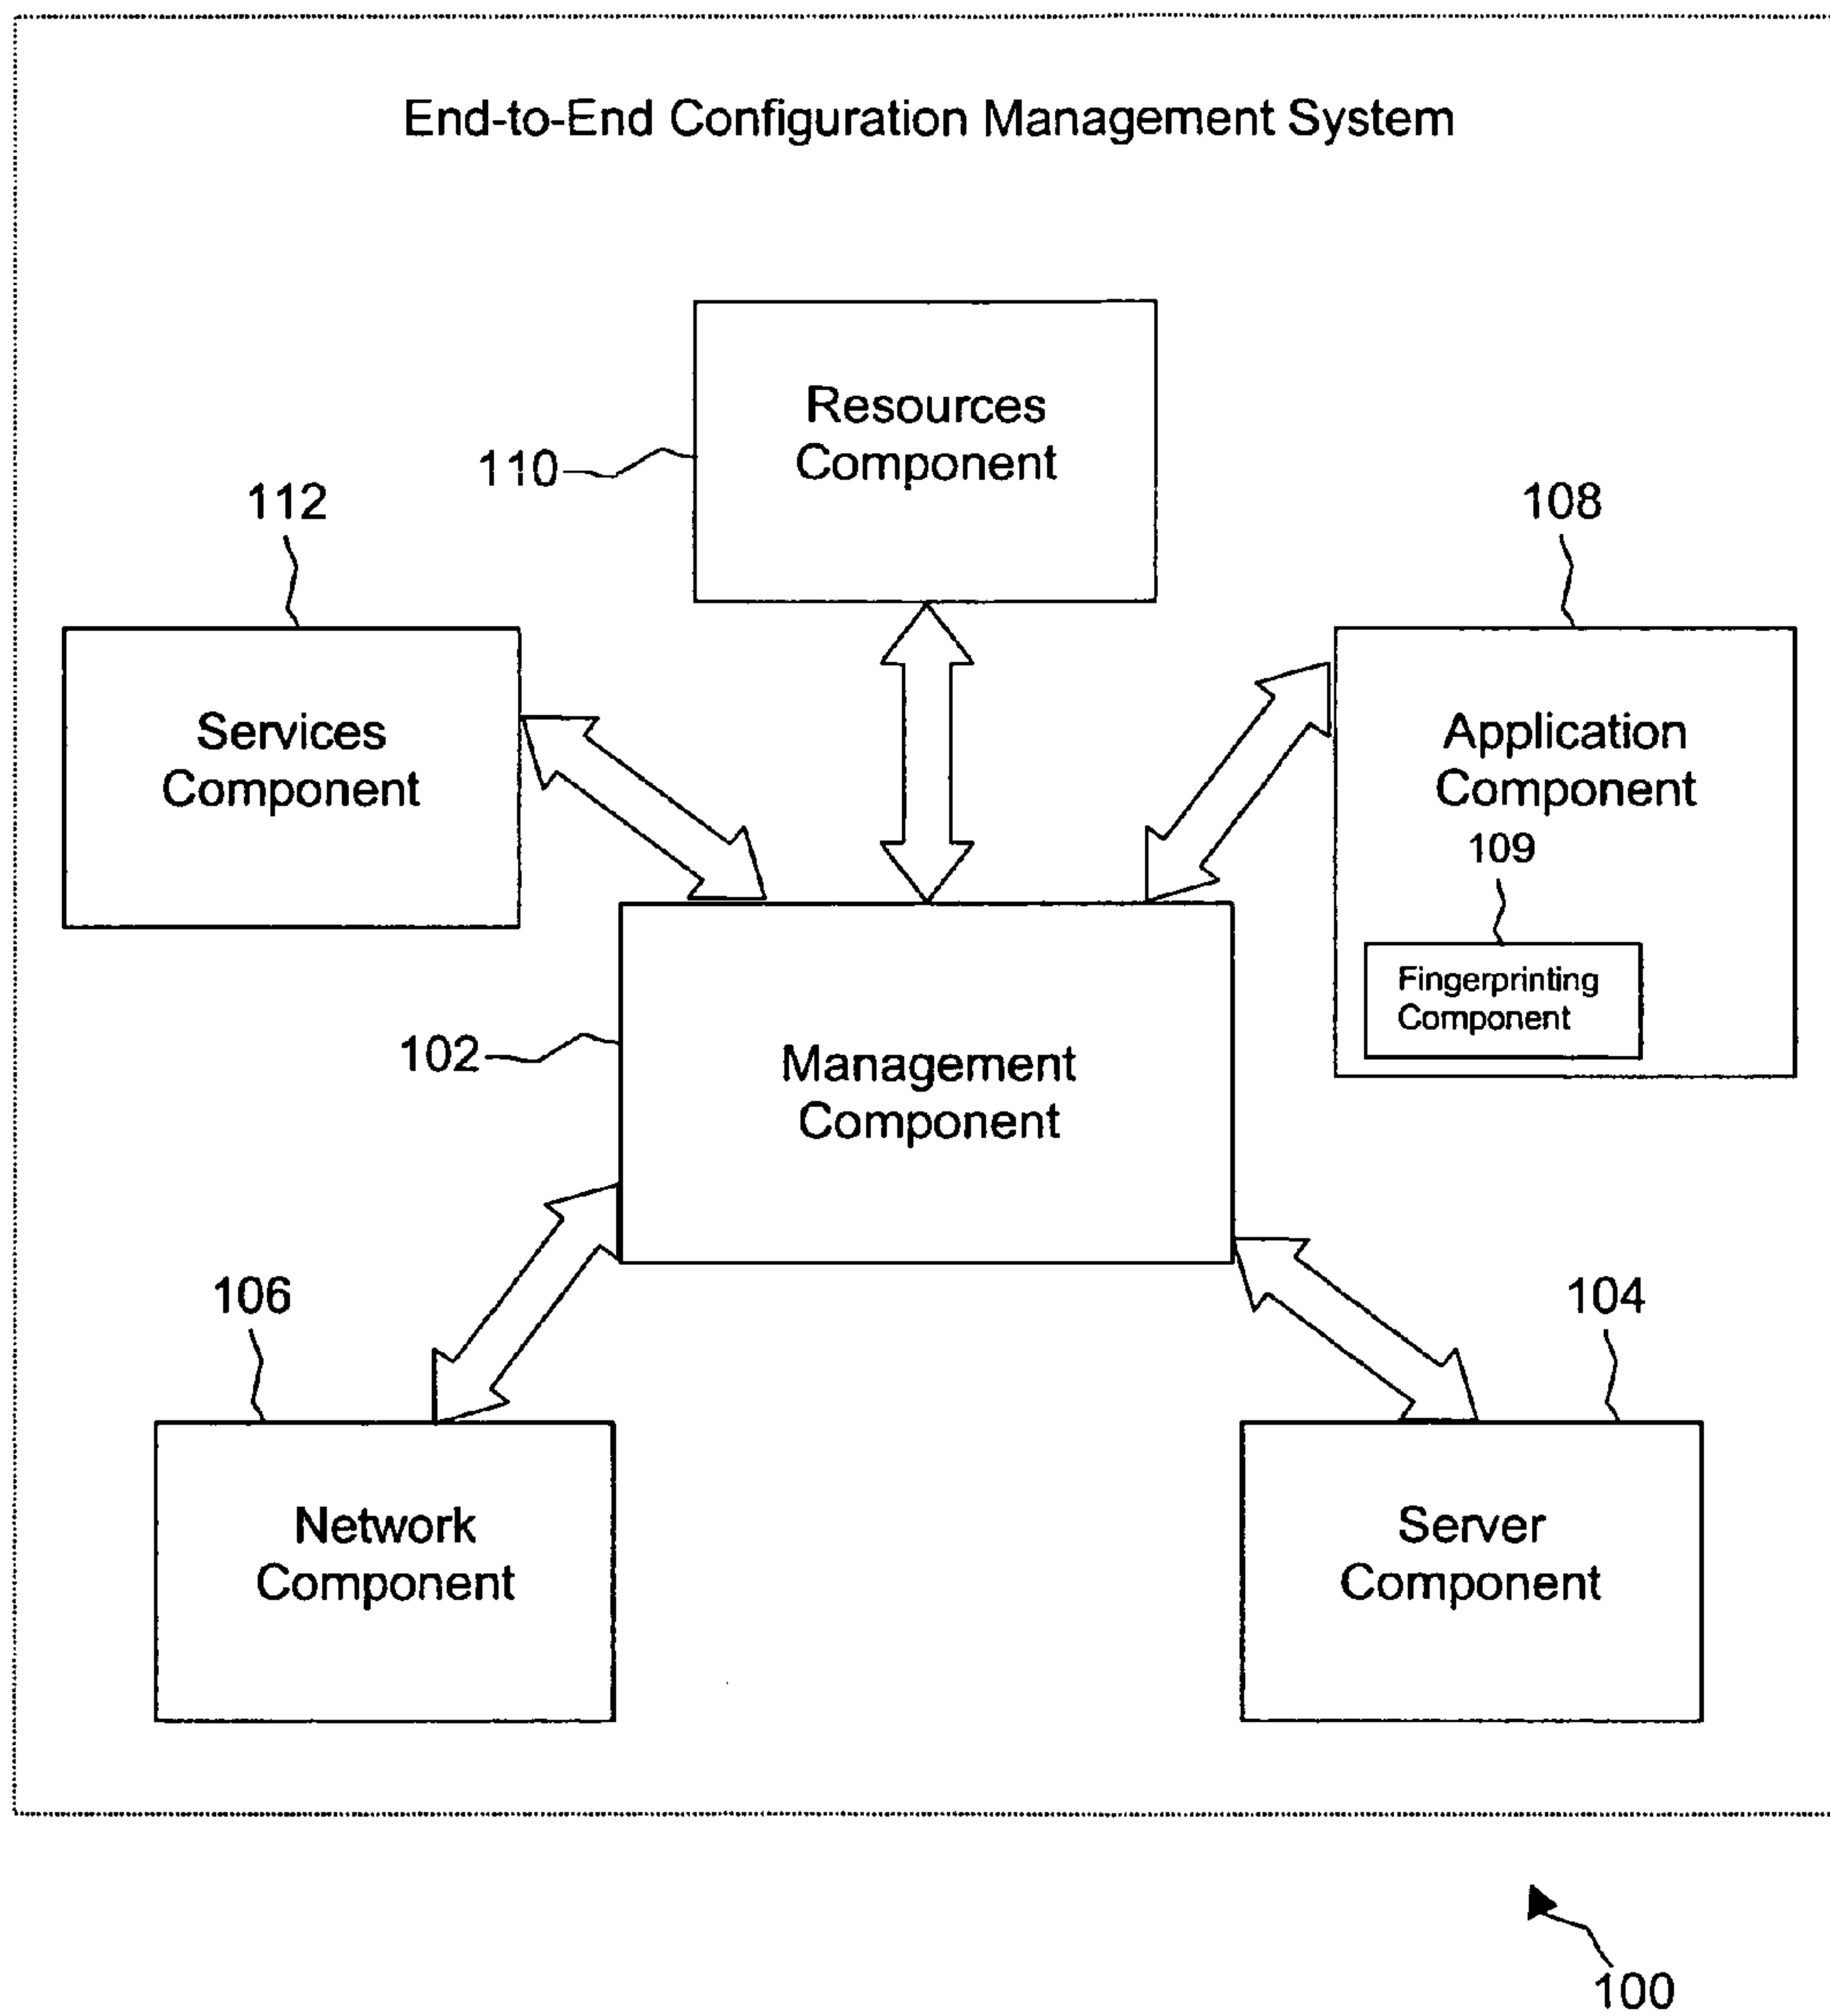 End-to-End Configuration Management System
Resources
Component
110
112
108
Services
Component
Application
Component
109
Fingerprinting
Component
102
Management
Component
106
104
Network
Component
Server
Component
100